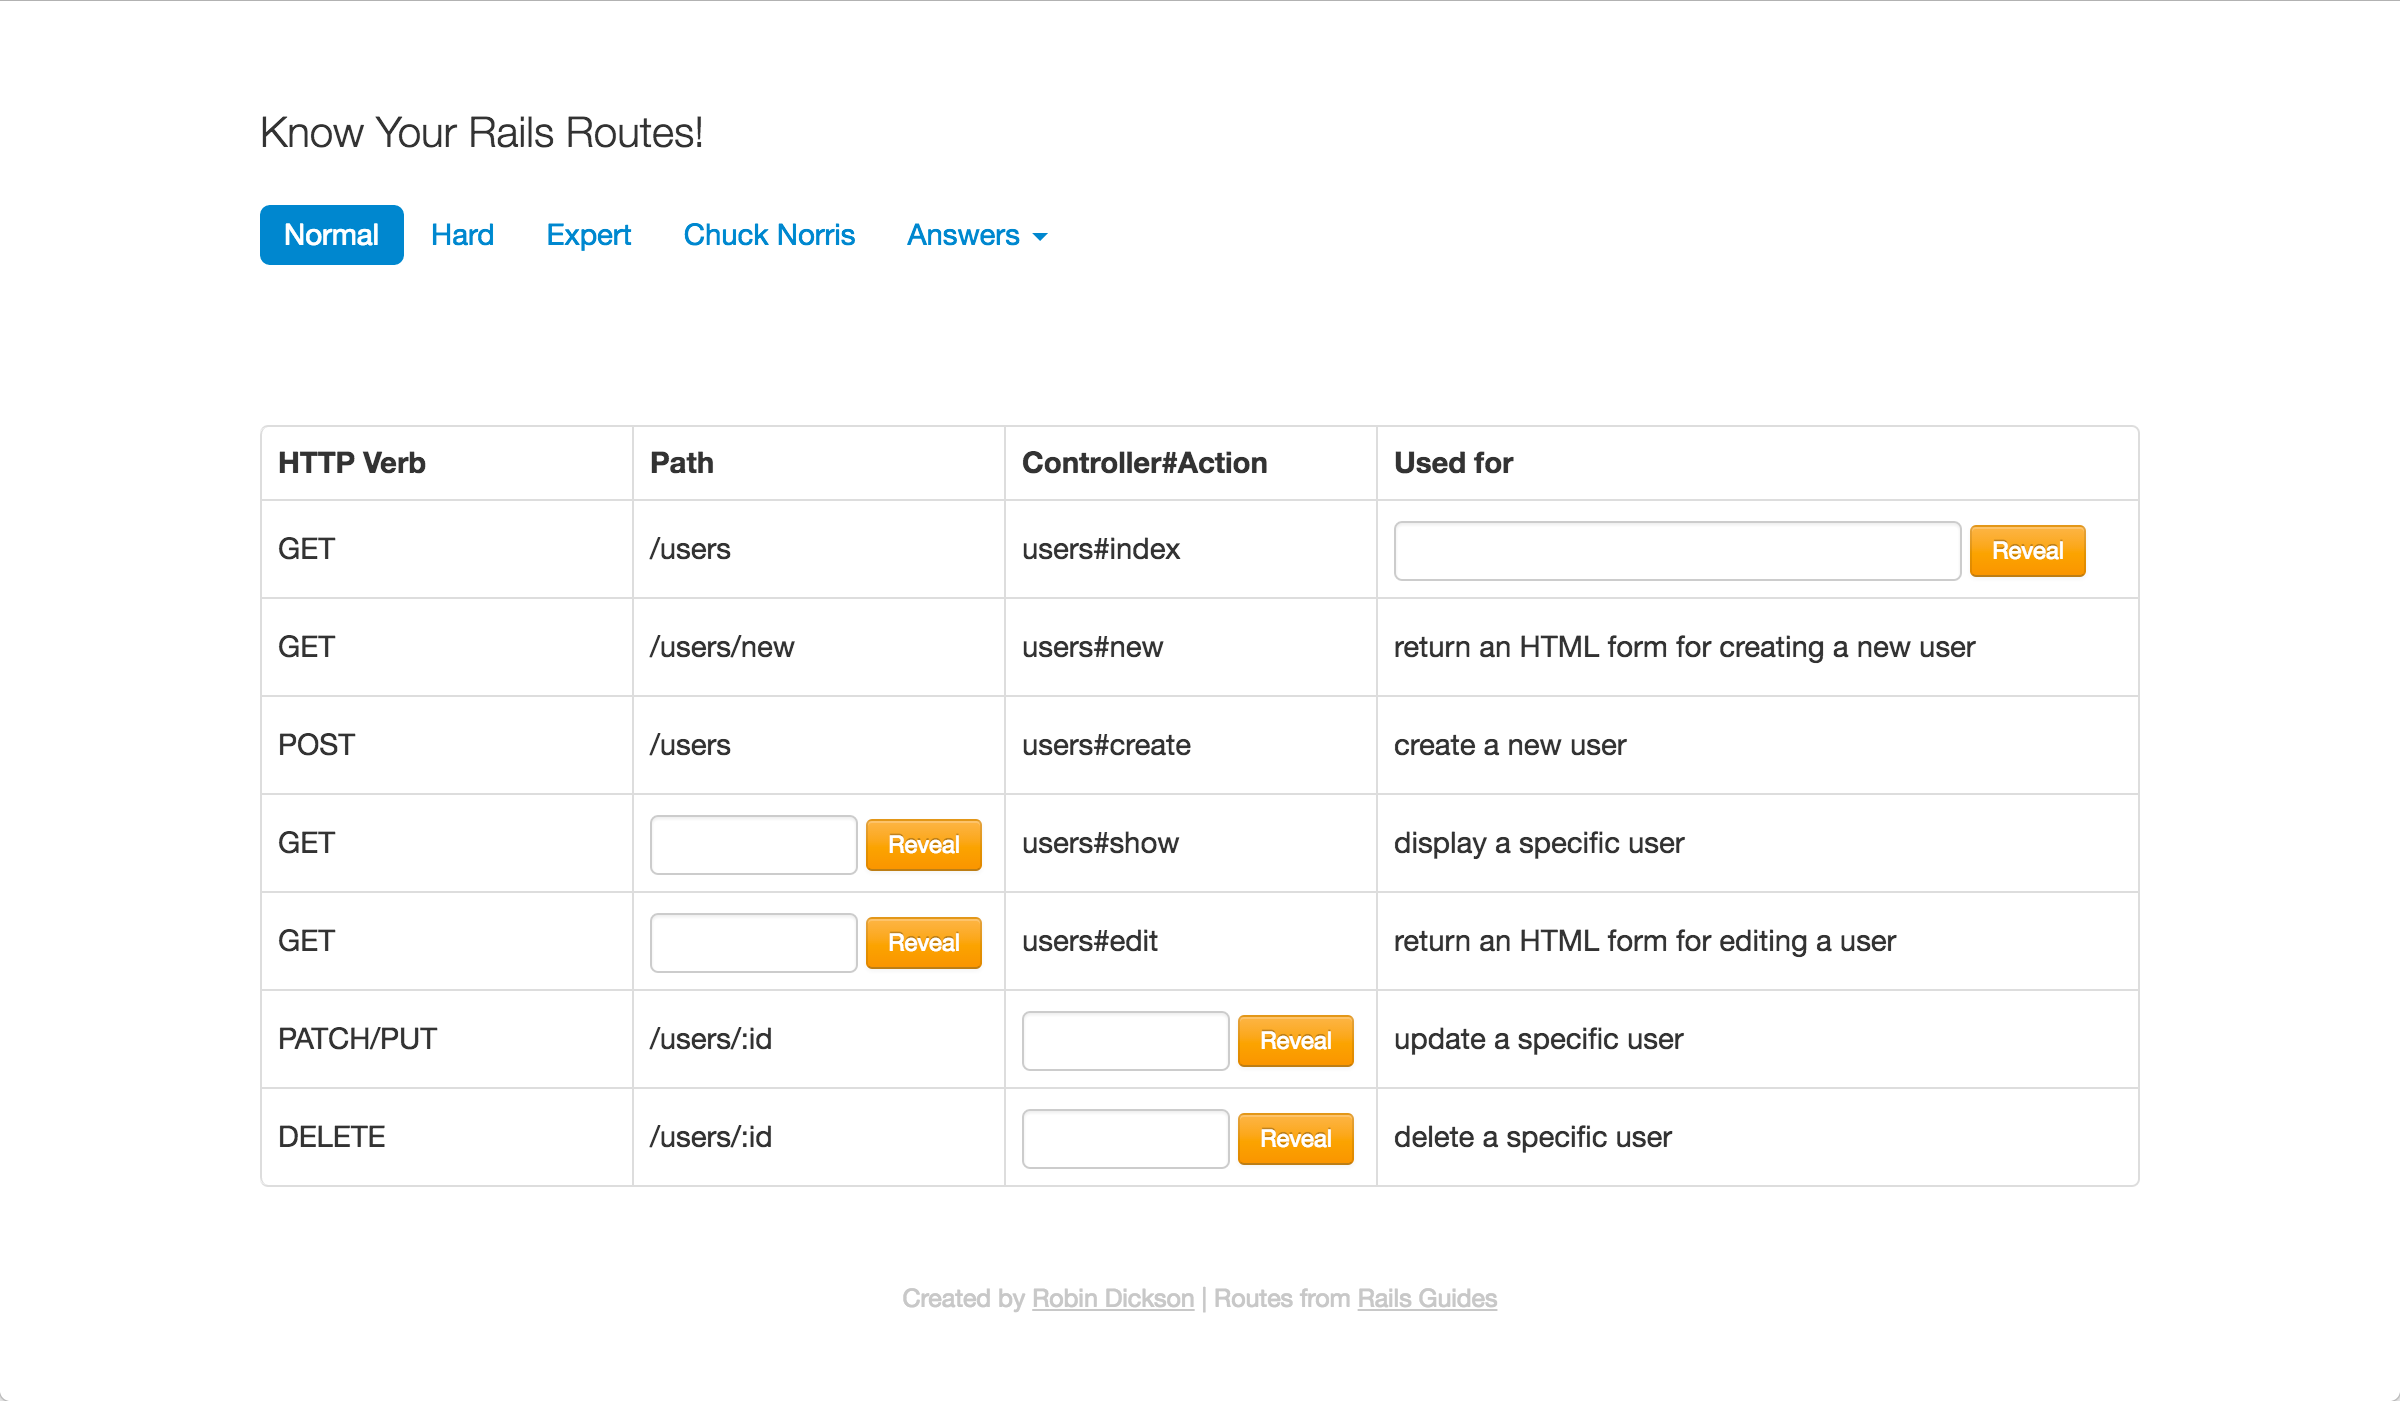 Know Your Rails Routes!
Normal Hard Expert Chuck Norris Answers
HTTP Verb Path Controller#Action Used for
GET /users users#index Reveal
GET /users/new users#new return an HTML form for creating a new user
POST /users users#create create a new user
GET Reveal users#show display a specific user
GET Reveal users#edit return an HTML form for editing a user
PATCH/PUT /users/:id Reveal update a specific user
DELETE /users/:id Reveal delete a specific user
Created by Robin Dickson | Routes from Rails Guides